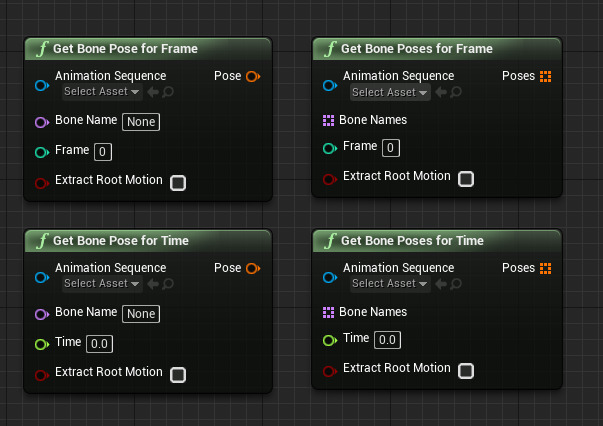 Get Bone Pose for Frame
Animation Sequence Pose
Select Asset
Bone Name None
Frame 0
Extract Root Motion
Get Bone Poses for Frame
Animation Sequence Poses
Select Asset
Bone Names
Frame 0
Extract Root Motion
Get Bone Pose for Time
Animation Sequence Pose
Select Asset
Bone Name None
Time 0.0
Extract Root Motion
Get Bone Poses for Time
Animation Sequence Poses
Select Asset
Bone Names
Time 0.0
Extract Root Motion